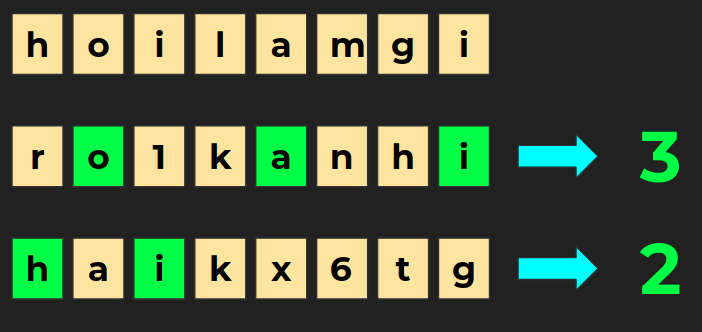 h o i l a m g i
r o 1 k a n h i 3
h a i k x 6 t g 2